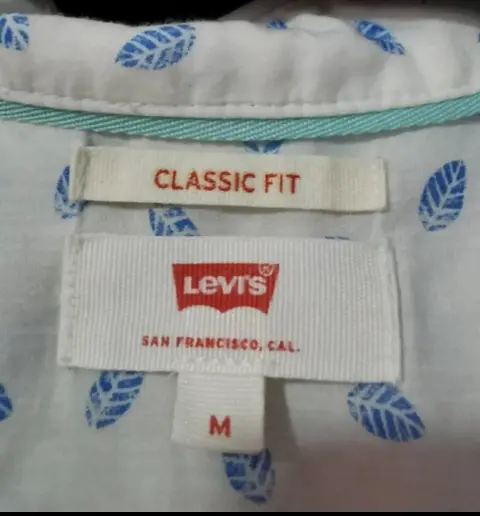 CLASSIC FIT
LEVI'S ®
SAN FRANCISCO, CAL.
M